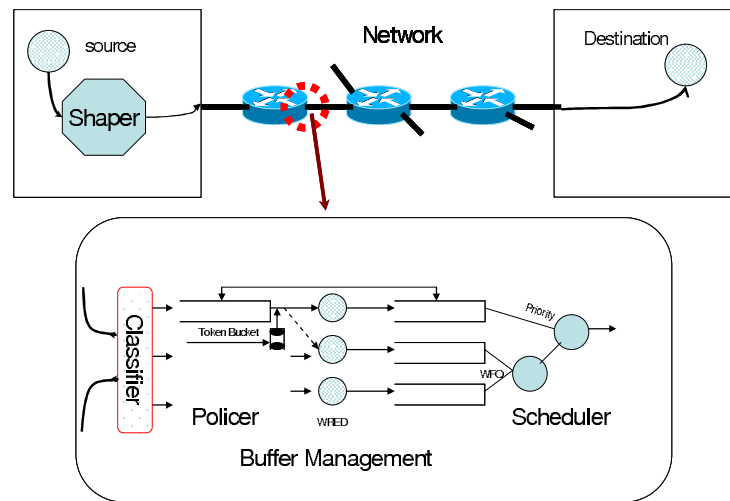 source
Shaper
Network
Destination
Classifier
Token Bucket
Policer
WRED
Buffer Management
Priority
WFQ
Scheduler